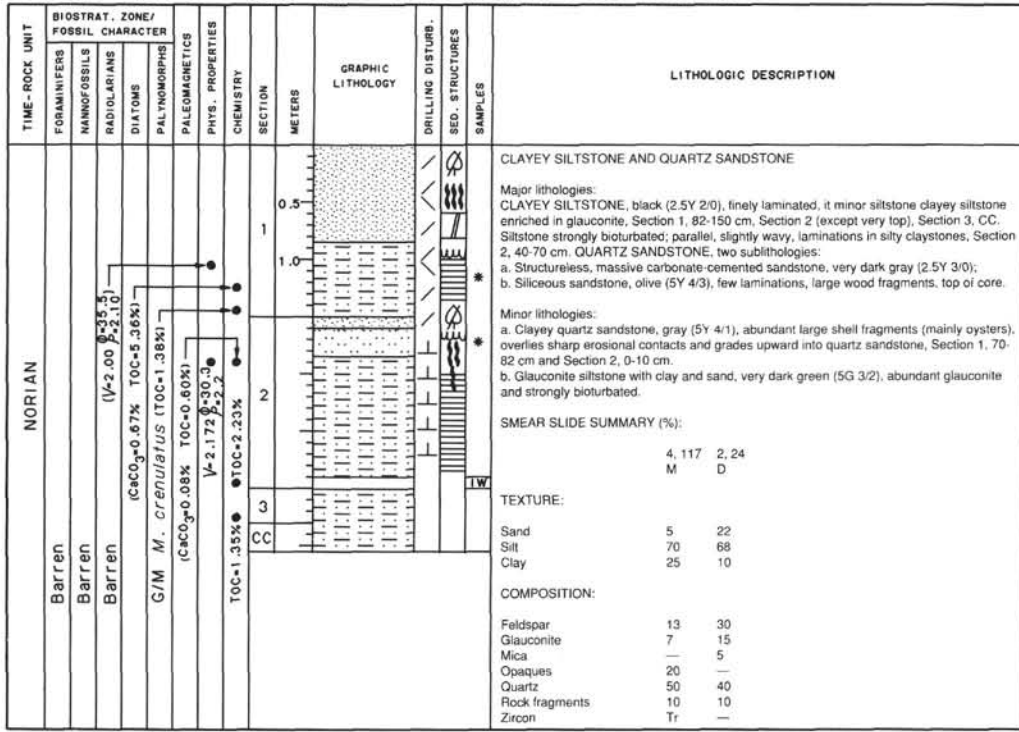 TIME-ROCK UNIT
BIOSTRAT. ZONE/
FOSSIL CHARACTER
FORAMINIFERS
NANNOFOSSILS
RADIOLARIANS
DIATOMS
PALYNOMORPHS
PALEOMAGNETICS
PHYS. PROPERTIES
CHEMISTRY
SECTION
METERS
GRAPHIC
LITHOLOGY
DRILLING DISTURB.
SED. STRUCTURES
SAMPLES
LITHOLOGIC DESCRIPTION
NORIAN
Barren
Barren
Barren
(V=2.00 Φ=35.5 ρ=2.10)
(CaCO3=0.67% TOC=5.36%)
G/M M. crenulatus (TOC=1.38%)
(CaCO3=0.08% TOC=0.60%)
V=2.172 Φ=30.3 ρ=2.2
TOC=2.23%
TOC=1.35%
1
2
3
CC
0.5
1.0
*
*
IW
CLAYEY SILTSTONE AND QUARTZ SANDSTONE
Major lithologies:
CLAYEY SILTSTONE, black (2.5Y 2/0), finely laminated, it minor siltstone clayey siltstone
enriched in glauconite, Section 1, 82-150 cm, Section 2 (except very top), Section 3, CC.
Siltstone strongly bioturbated; parallel, slightly wavy, laminations in silty claystones, Section
2, 40-70 cm. QUARTZ SANDSTONE, two sublithologies:
a. Structureless, massive carbonate-cemented sandstone, very dark gray (2.5Y 3/0);
b. Siliceous sandstone, olive (5Y 4/3), few laminations, large wood fragments, top of core.
Minor lithologies:
a. Clayey quartz sandstone, gray (5Y 4/1), abundant large shell fragments (mainly oysters),
overlies sharp erosional contacts and grades upward into quartz sandstone, Section 1, 70-
82 cm and Section 2, 0-10 cm.
b. Glauconite siltstone with clay and sand, very dark green (5G 3/2), abundant glauconite
and strongly bioturbated.
SMEAR SLIDE SUMMARY (%):
4, 117 2, 24
M D
TEXTURE:
Sand 5 22
Silt 70 68
Clay 25 10
COMPOSITION:
Feldspar 13 30
Glauconite 7 15
Mica — 5
Opaques 20 —
Quartz 50 40
Rock fragments 10 10
Zircon Tr —